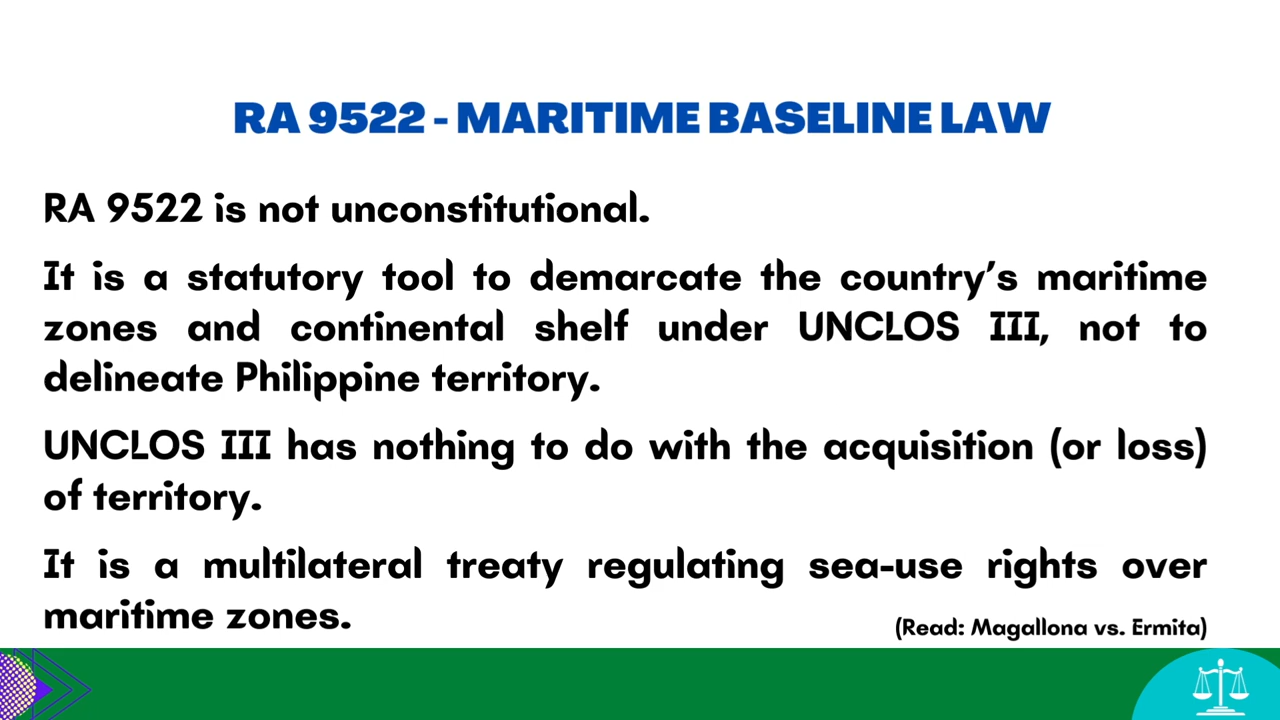 RA 9522 - MARITIME BASELINE LAW
RA 9522 is not unconstitutional.
It is a statutory tool to demarcate the country's maritime
zones and continental shelf under UNCLOS III, not to
delineate Philippine territory.
UNCLOS III has nothing to do with the acquisition (or loss)
of territory.
It is a multilateral treaty regulating sea-use rights over
maritime zones.
(Read: Magallona vs. Ermita)